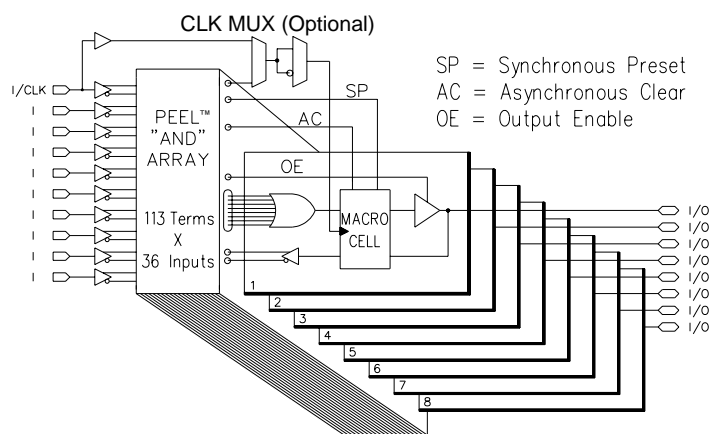 CLK MUX (Optional)
SP = Synchronous Preset
AC = Asynchronous Clear
OE = Output Enable
I/CLK
I
I
I
I
I
I
I
I
I
PEEL™
"AND"
ARRAY
113 Terms
X
36 Inputs
SP
AC
OE
MACRO
CELL
1
2
3
4
5
6
7
8
I/O
I/O
I/O
I/O
I/O
I/O
I/O
I/O